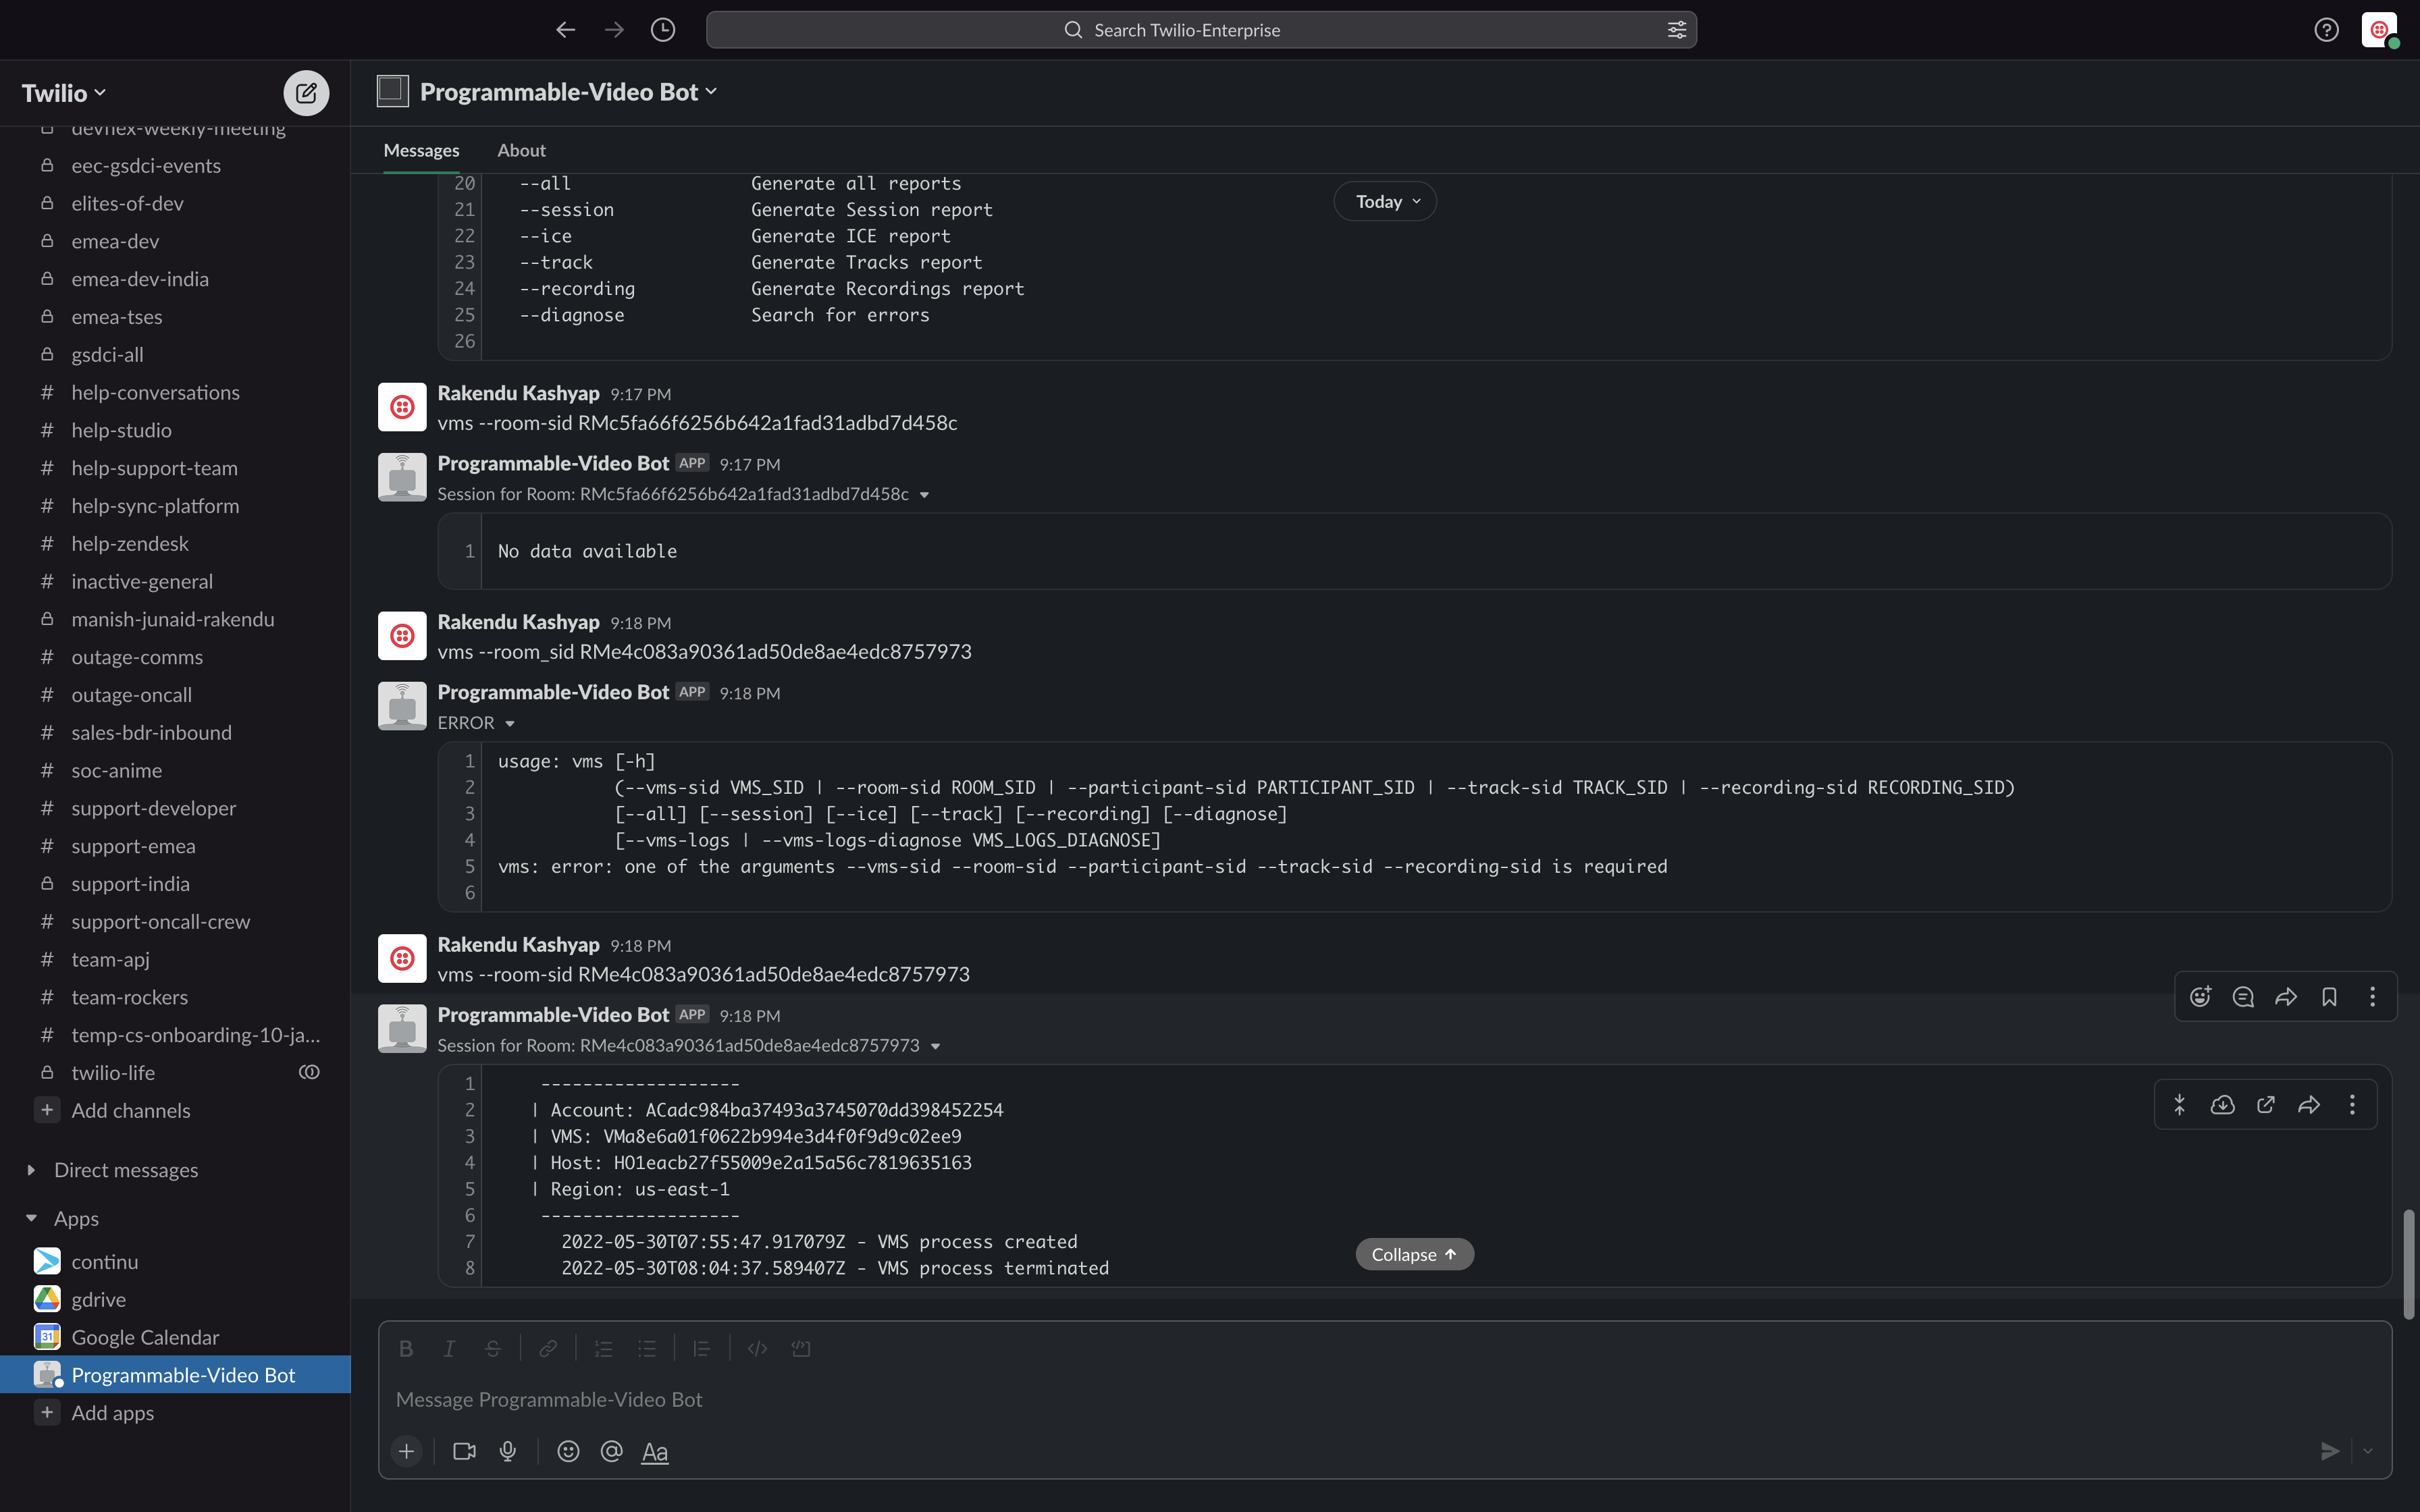 Search Twilio-Enterprise
Twilio
devflex-weekly-meeting
eec-gsdci-events
elites-of-dev
emea-dev
emea-dev-india
emea-tses
gsdci-all
help-conversations
help-studio
help-support-team
help-sync-platform
help-zendesk
inactive-general
manish-junaid-rakendu
outage-comms
outage-oncall
sales-bdr-inbound
soc-anime
support-developer
support-emea
support-india
support-oncall-crew
team-apj
team-rockers
temp-cs-onboarding-10-ja...
twilio-life
Add channels
Direct messages
Apps
continu
gdrive
31 Google Calendar
Programmable-Video Bot
Add apps
Programmable-Video Bot
Messages About
Today
20 --all Generate all reports
21 --session Generate Session report
22 --ice Generate ICE report
23 --track Generate Tracks report
24 --recording Generate Recordings report
25 --diagnose Search for errors
26
Rakendu Kashyap 9:17 PM
vms --room-sid RMc5fa66f6256b642a1fad31adbd7d458c
Programmable-Video Bot APP 9:17 PM
Session for Room: RMc5fa66f6256b642a1fad31adbd7d458c
1 No data available
Rakendu Kashyap 9:18 PM
vms --room_sid RMe4c083a90361ad50de8ae4edc8757973
Programmable-Video Bot APP 9:18 PM
ERROR
1 usage: vms [-h]
2 (--vms-sid VMS_SID | --room-sid ROOM_SID | --participant-sid PARTICIPANT_SID | --track-sid TRACK_SID | --recording-sid RECORDING_SID)
3 [--all] [--session] [--ice] [--track] [--recording] [--diagnose]
4 [--vms-logs | --vms-logs-diagnose VMS_LOGS_DIAGNOSE]
5 vms: error: one of the arguments --vms-sid --room-sid --participant-sid --track-sid --recording-sid is required
6
Rakendu Kashyap 9:18 PM
vms --room-sid RMe4c083a90361ad50de8ae4edc8757973
Programmable-Video Bot APP 9:18 PM
Session for Room: RMe4c083a90361ad50de8ae4edc8757973
1 -------------------
2 | Account: ACadc984ba37493a3745070dd398452254
3 | VMS: VMa8e6a01f0622b994e3d4f0f9d9c02ee9
4 | Host: HO1eacb27f55009e2a15a56c7819635163
5 | Region: us-east-1
6 -------------------
7 2022-05-30T07:55:47.917079Z - VMS process created
8 2022-05-30T08:04:37.589407Z - VMS process terminated
Collapse
Message Programmable-Video Bot
Aa